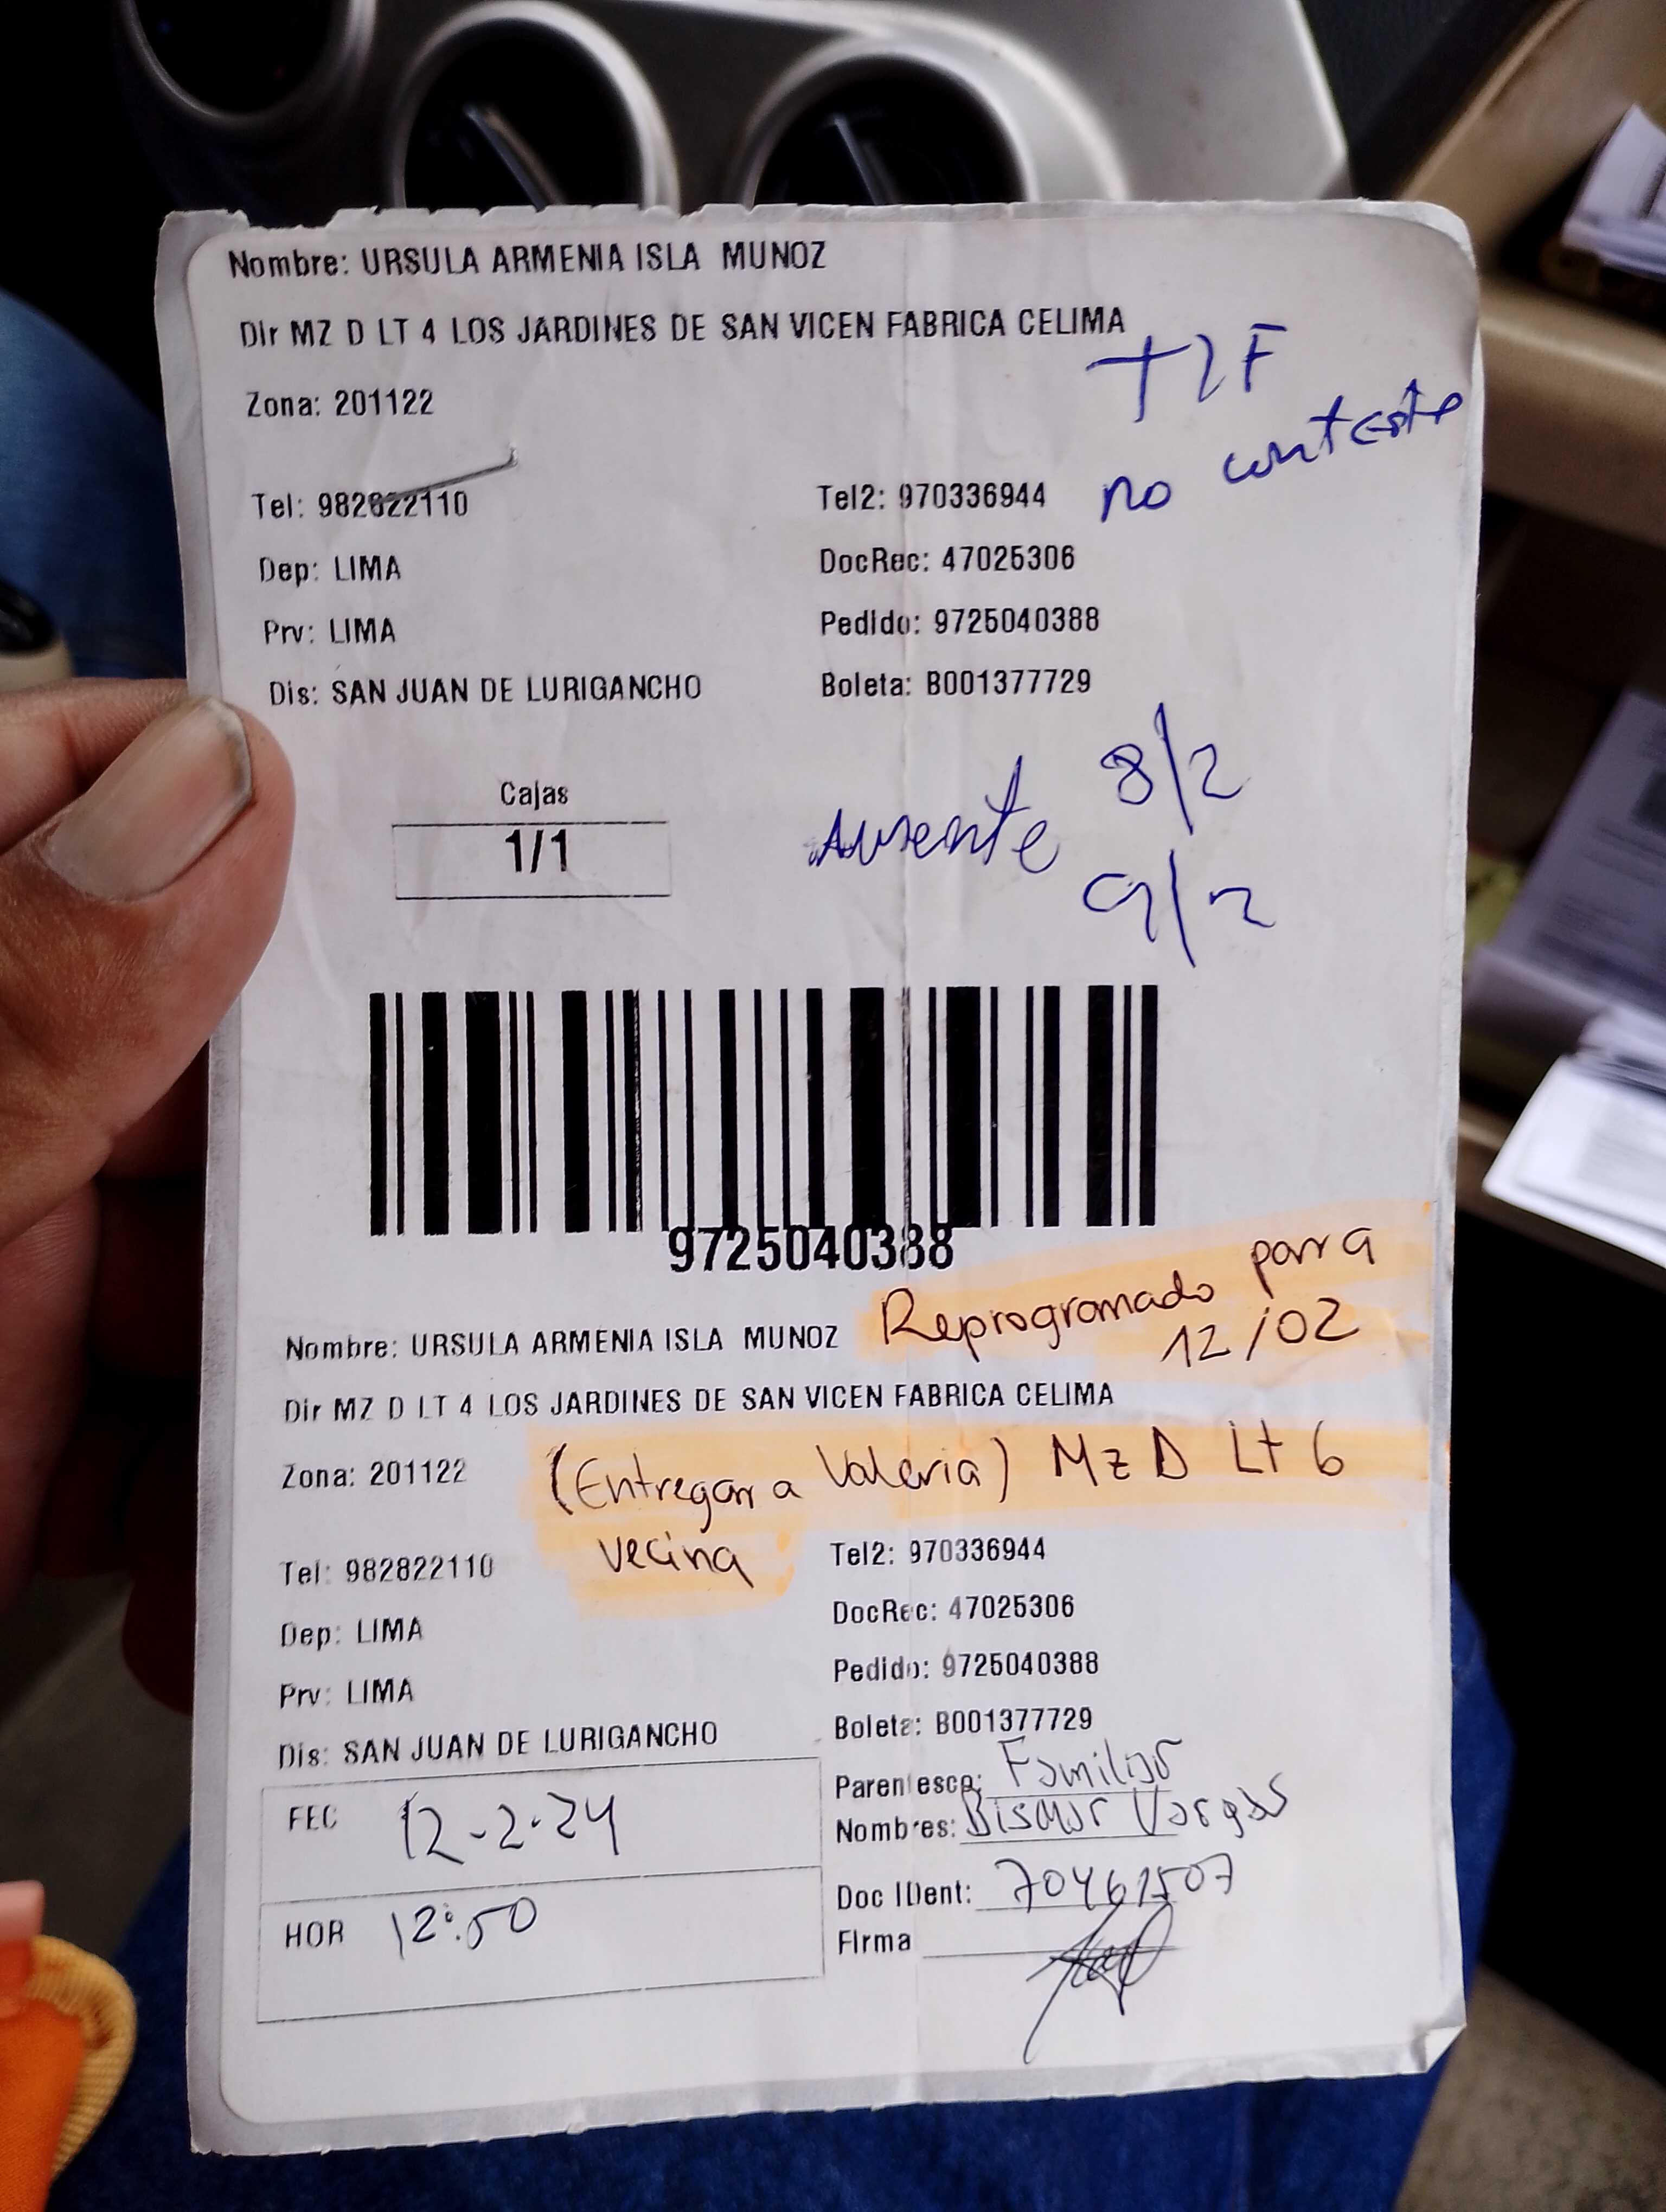 Nombre: URSULA ARMENIA ISLA MUNOZ
Dir MZ D LT 4 LOS JARDINES DE SAN VICEN FABRICA CELIMA
Zona: 201122
no conteste
Tel: 982822110
Tel2: 970336944
Dep: LIMA
DocRec: 47025306
Prv: LIMA
Pedido: 9725040388
Dis: SAN JUAN DE LURIGANCHO
Boleta: B001377729
Cajas
1/1
Ausente 8/2
9/2
9725040388
Reprogramado para
12/02
Nombre: URSULA ARMENIA ISLA MUNOZ
Dir MZ D LT 4 LOS JARDINES DE SAN VICEN FABRICA CELIMA
Zona: 201122
(Entregar a Valeria) Mz D Lt 6
vecina
Tel: 982822110
Tel2: 970336944
Dep: LIMA
DocRec: 47025306
Prv: LIMA
Pedido: 9725040388
Dis: SAN JUAN DE LURIGANCHO
Boleta: B001377729
FEC 12-2-24
Parentesco: Familiar
Nombres: Vargas
HOR 12:50
Doc IDent: 70461507
Firma